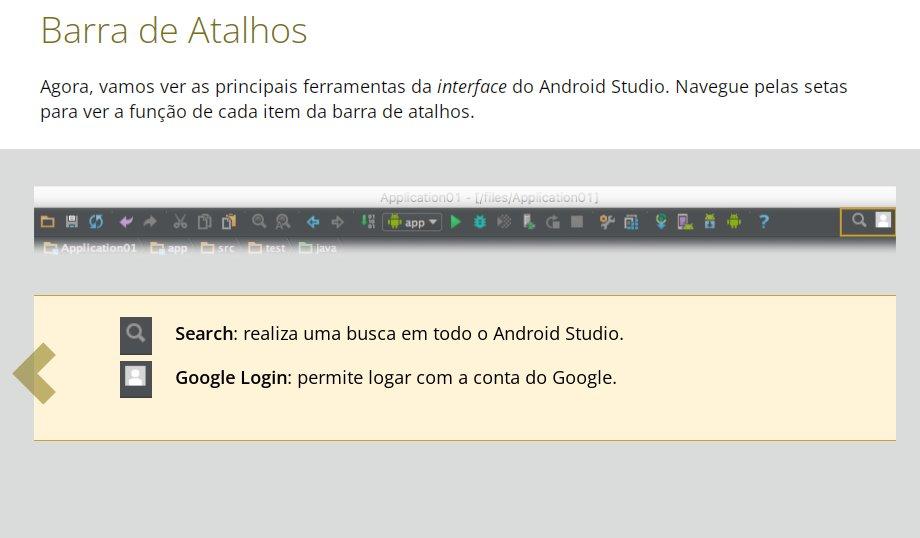 Barra de Atalhos
Agora, vamos ver as principais ferramentas da interface do Android Studio. Navegue pelas setas
para ver a função de cada item da barra de atalhos.
Application01 - [/files/Application01]
app
?
Application01 app src test java
Search: realiza uma busca em todo o Android Studio.
Google Login: permite logar com a conta do Google.